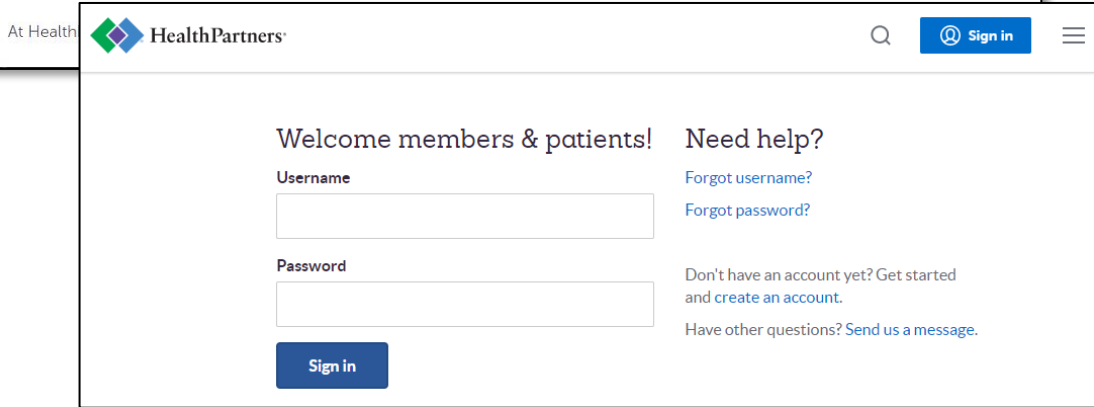 At Health
HealthPartners
Sign in
Welcome members & patients!
Username
Password
Sign in
Need help?
Forgot username?
Forgot password?
Don't have an account yet? Get started
and create an account.
Have other questions? Send us a message.